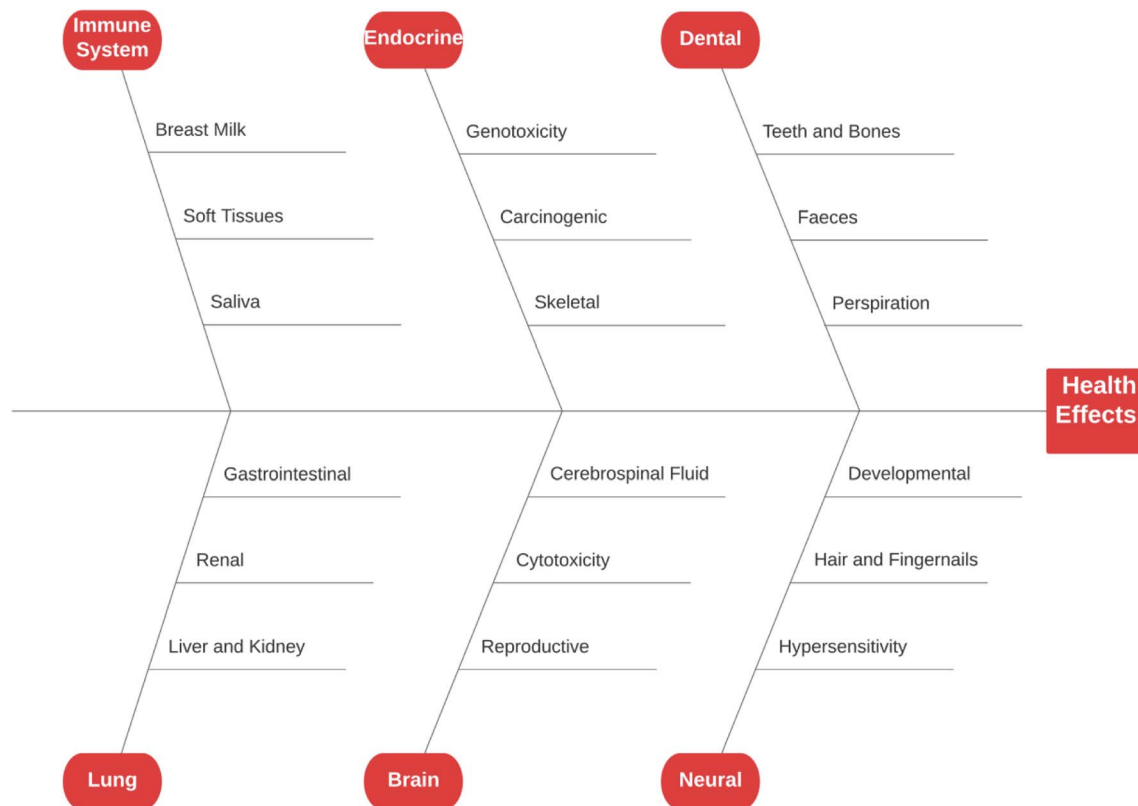 Immune
System
Endocrine
Dental
Breast Milk
Genotoxicity
Teeth and Bones
Soft Tissues
Carcinogenic
Faeces
Saliva
Skeletal
Perspiration
Health
Effects
Gastrointestinal
Cerebrospinal Fluid
Developmental
Renal
Cytotoxicity
Hair and Fingernails
Liver and Kidney
Reproductive
Hypersensitivity
Lung
Brain
Neural